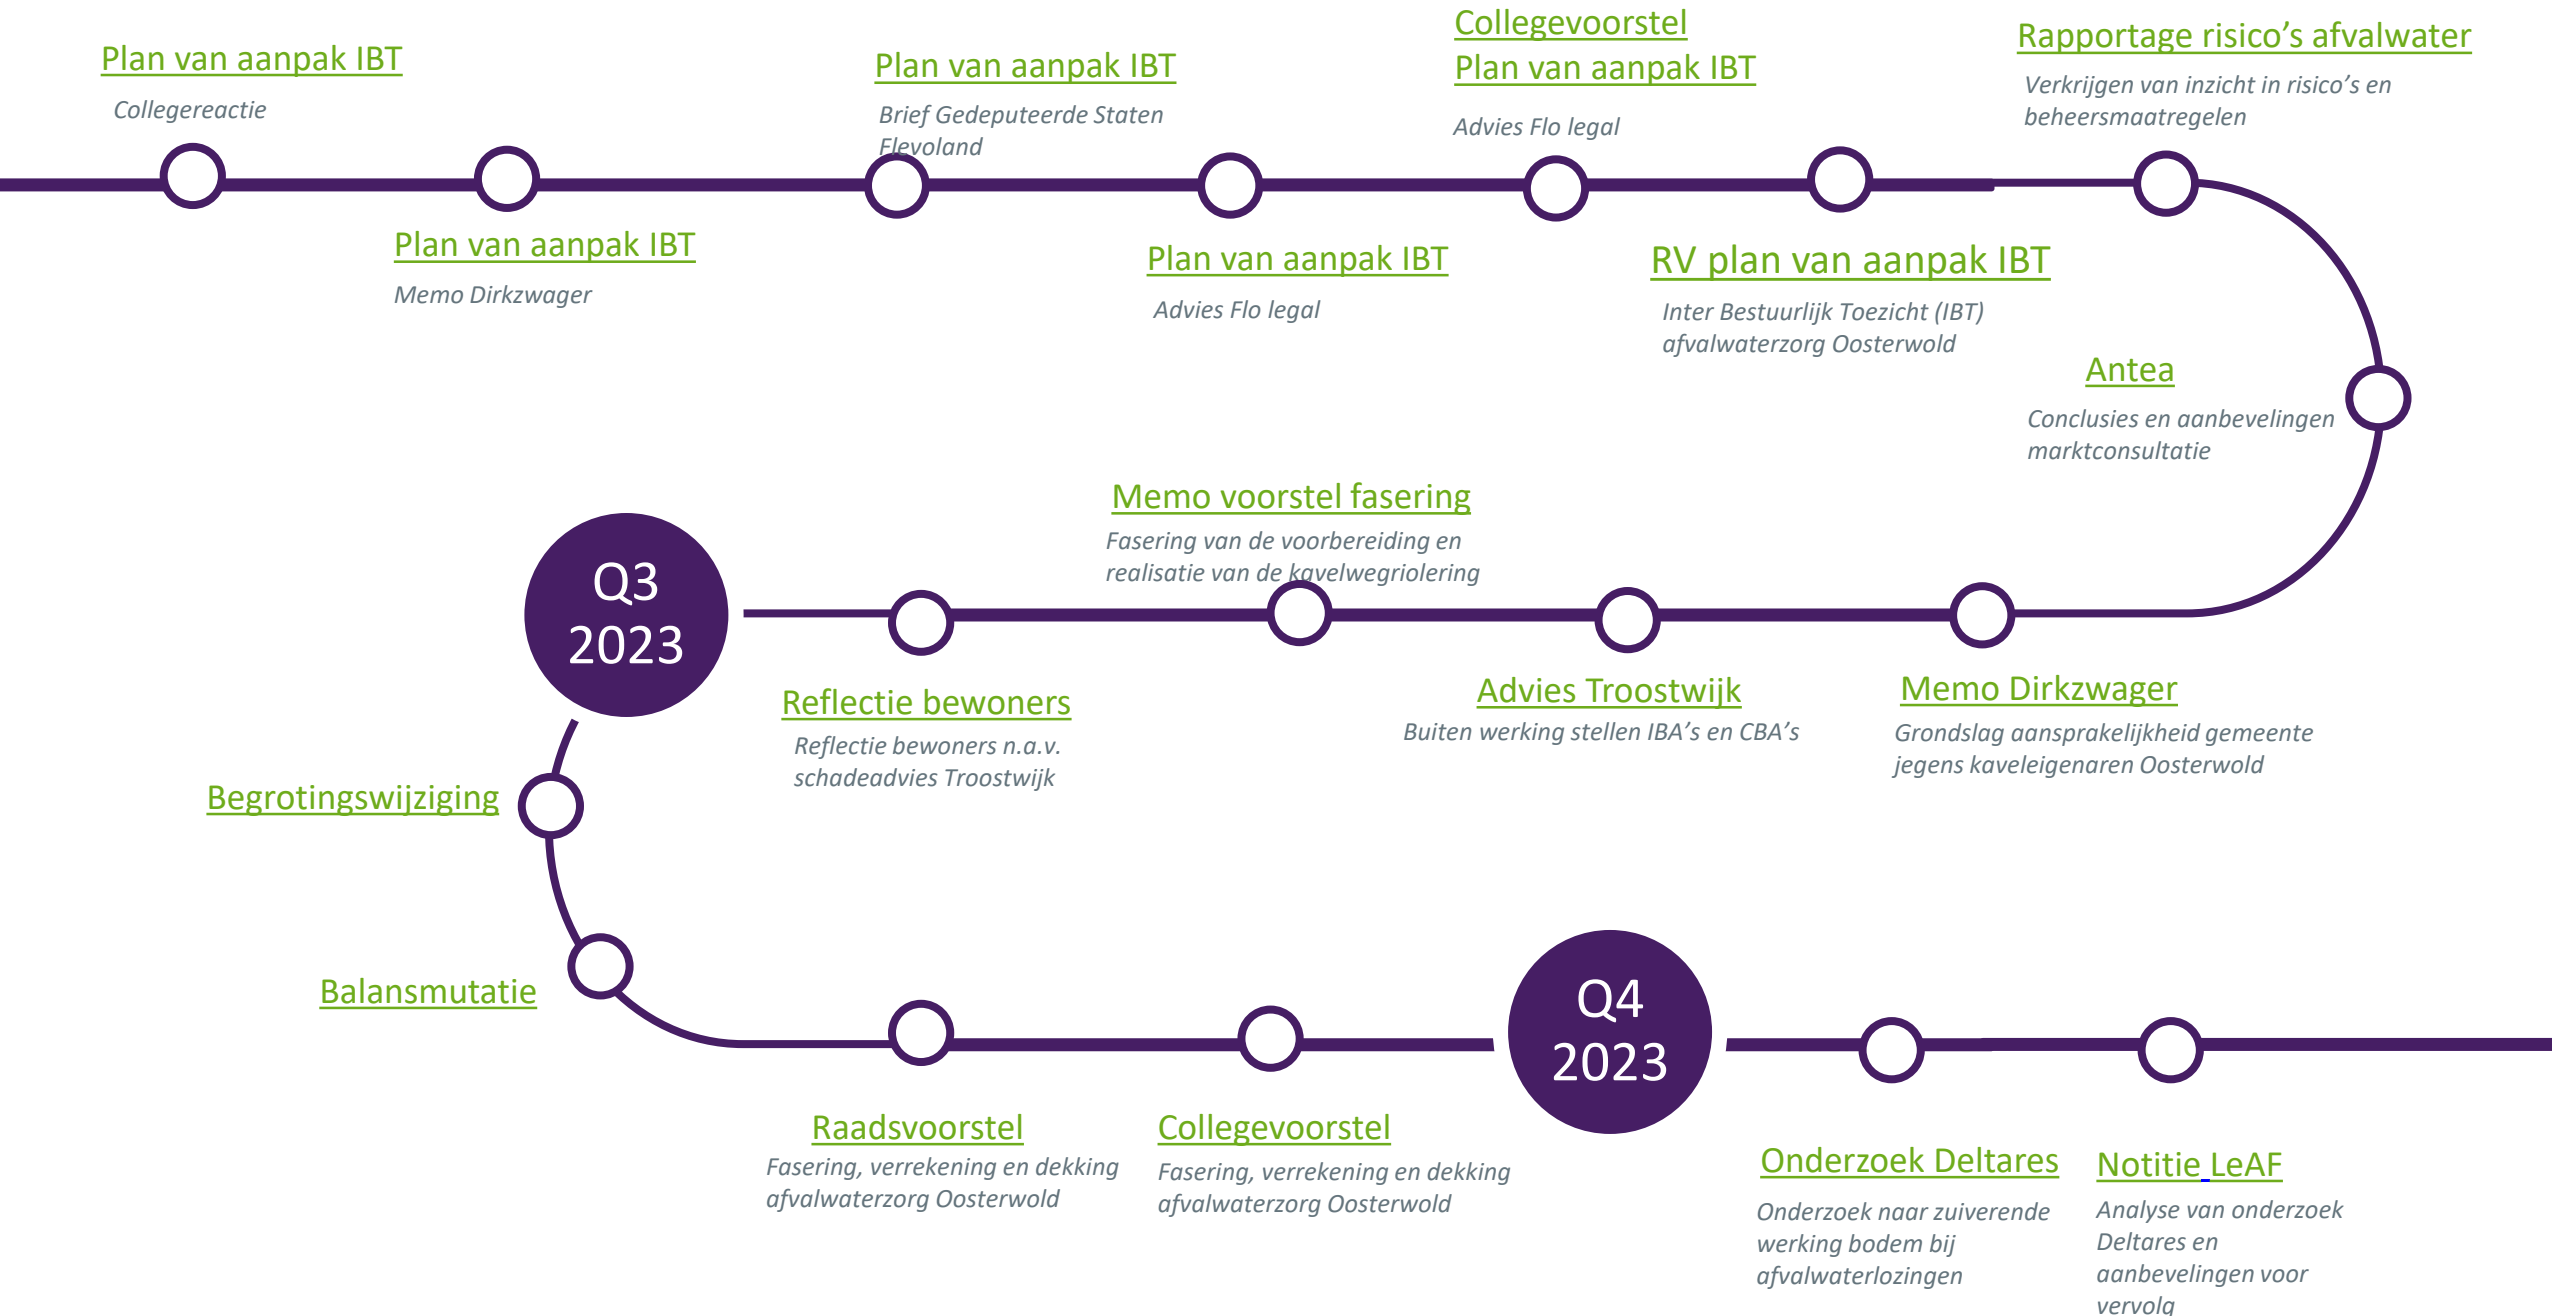 Plan van aanpak IBT
Collegereactie
Plan van aanpak IBT
Memo Dirkzwager
Plan van aanpak IBT
Brief Gedeputeerde Staten
Flevoland
Plan van aanpak IBT
Advies Flo legal
Collegevoorstel
Plan van aanpak IBT
Advies Flo legal
RV plan van aanpak IBT
Inter Bestuurlijk Toezicht (IBT)
afvalwaterzorg Oosterwold
Rapportage risico’s afvalwater
Verkrijgen van inzicht in risico’s en
beheersmaatregelen
Antea
Conclusies en aanbevelingen
marktconsultatie
Memo Dirkzwager
Grondslag aansprakelijkheid gemeente
jegens kaveleigenaren Oosterwold
Advies Troostwijk
Buiten werking stellen IBA’s en CBA’s
Memo voorstel fasering
Fasering van de voorbereiding en
realisatie van de kavelwegriolering
Reflectie bewoners
Reflectie bewoners n.a.v.
schadeadvies Troostwijk
Q3
2023
Begrotingswijziging
Balansmutatie
Raadsvoorstel
Fasering, verrekening en dekking
afvalwaterzorg Oosterwold
Collegevoorstel
Fasering, verrekening en dekking
afvalwaterzorg Oosterwold
Q4
2023
Onderzoek Deltares
Onderzoek naar zuiverende
werking bodem bij
afvalwaterlozingen
Notitie LeAF
Analyse van onderzoek
Deltares en
aanbevelingen voor
vervolg